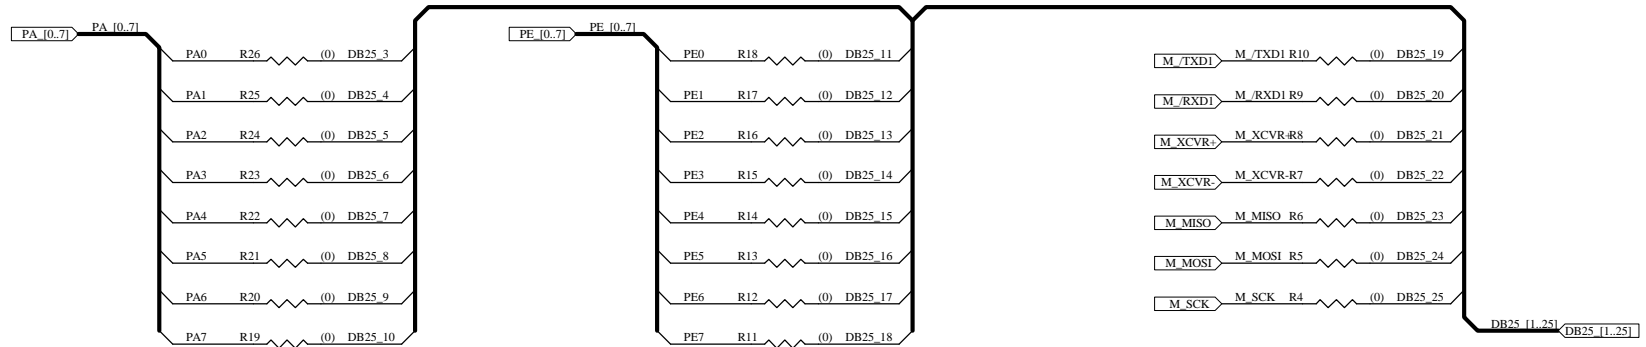 PA_[0..7] PA_[0..7] PE_[0..7] PE_[0..7]
PA0 R26 (0) DB25_3 PE0 R18 (0) DB25_11 M_/TXD1 M_/TXD1 R10 (0) DB25_19
PA1 R25 (0) DB25_4 PE1 R17 (0) DB25_12 M_/RXD1 M_/RXD1 R9 (0) DB25_20
PA2 R24 (0) DB25_5 PE2 R16 (0) DB25_13 M_XCVR+ M_XCVR+ R8 (0) DB25_21
PA3 R23 (0) DB25_6 PE3 R15 (0) DB25_14 M_XCVR- M_XCVR- R7 (0) DB25_22
PA4 R22 (0) DB25_7 PE4 R14 (0) DB25_15 M_MISO M_MISO R6 (0) DB25_23
PA5 R21 (0) DB25_8 PE5 R13 (0) DB25_16 M_MOSI M_MOSI R5 (0) DB25_24
PA6 R20 (0) DB25_9 PE6 R12 (0) DB25_17 M_SCK M_SCK R4 (0) DB25_25
PA7 R19 (0) DB25_10 PE7 R11 (0) DB25_18 DB25_[1..25] DB25_[1..25]